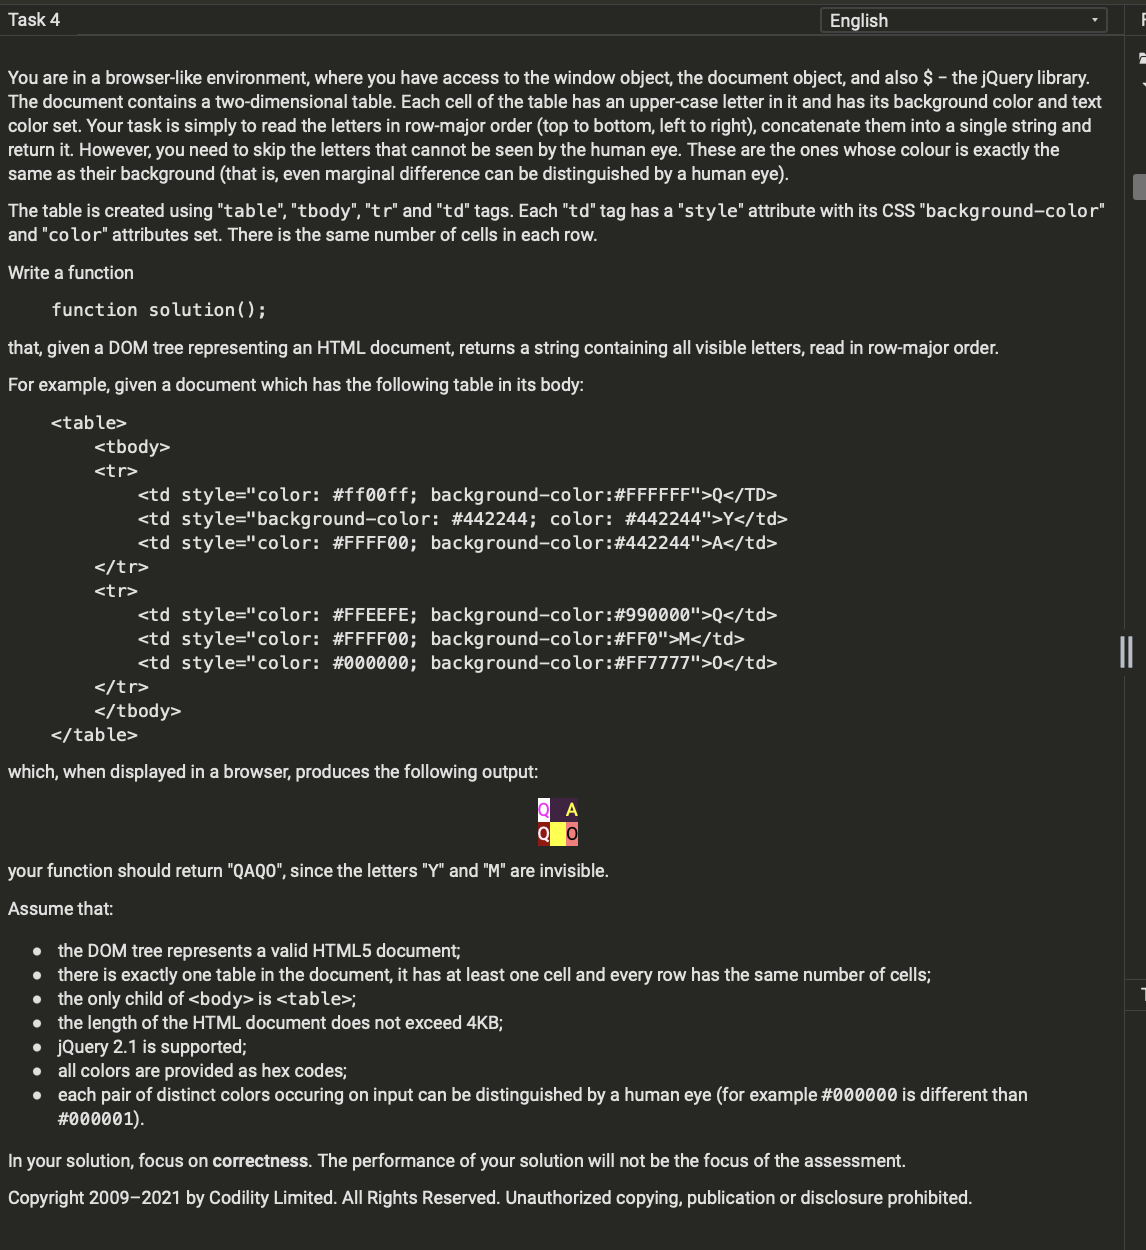 Task 4
English
You are in a browser-like environment, where you have access to the window object, the document object, and also $ − the jQuery library.
The document contains a two-dimensional table. Each cell of the table has an upper-case letter in it and has its background color and text
color set. Your task is simply to read the letters in row-major order (top to bottom, left to right), concatenate them into a single string and
return it. However, you need to skip the letters that cannot be seen by the human eye. These are the ones whose colour is exactly the
same as their background (that is, even marginal difference can be distinguished by a human eye).
The table is created using "table", "tbody", "tr" and "td" tags. Each "td" tag has a "style" attribute with its CSS "background-color"
and "color" attributes set. There is the same number of cells in each row.
Write a function
function solution();
that, given a DOM tree representing an HTML document, returns a string containing all visible letters, read in row-major order.
For example, given a document which has the following table in its body:
<table>
<tbody>
<tr>
<td style="color: #ff00ff; background-color:#FFFFFF">Q</TD>
<td style="background-color: #442244; color: #442244">Y</td>
<td style="color: #FFFF00; background-color:#442244">A</td>
</tr>
<tr>
<td style="color: #FFEEFE; background-color:#990000">Q</td>
<td style="color: #FFFF00; background-color:#FF0">M</td>
<td style="color: #000000; background-color:#FF7777">O</td>
</tr>
</tbody>
</table>
which, when displayed in a browser, produces the following output:
Q A
Q O
your function should return "QAQO", since the letters "Y" and "M" are invisible.
Assume that:
• the DOM tree represents a valid HTML5 document;
• there is exactly one table in the document, it has at least one cell and every row has the same number of cells;
• the only child of <body> is <table>;
• the length of the HTML document does not exceed 4KB;
• jQuery 2.1 is supported;
• all colors are provided as hex codes;
• each pair of distinct colors occuring on input can be distinguished by a human eye (for example #000000 is different than
#000001).
In your solution, focus on correctness. The performance of your solution will not be the focus of the assessment.
Copyright 2009–2021 by Codility Limited. All Rights Reserved. Unauthorized copying, publication or disclosure prohibited.